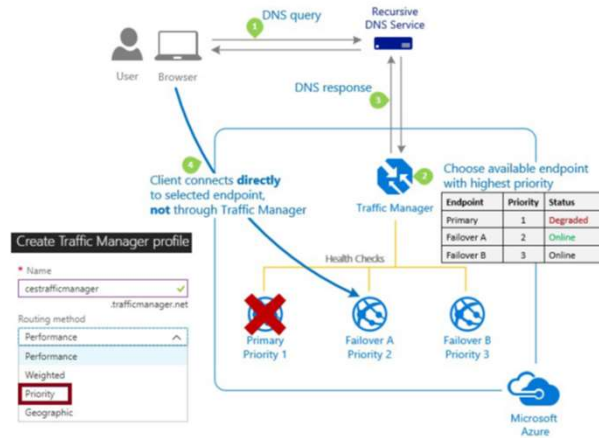 DNS query
1
Recursive
DNS Service
User
Browser
DNS response
3
4
Client connects directly
to selected endpoint,
not through Traffic Manager
2
Traffic Manager
Choose available endpoint
with highest priority
Endpoint Priority Status
Primary 1 Degraded
Failover A 2 Online
Failover B 3 Online
Create Traffic Manager profile
* Name
cestrafficmanager
.trafficmanager.net
Routing method
Performance
Performance
Weighted
Priority
Geographic
Health Checks
Primary
Priority 1
Failover A
Priority 2
Failover B
Priority 3
Microsoft
Azure